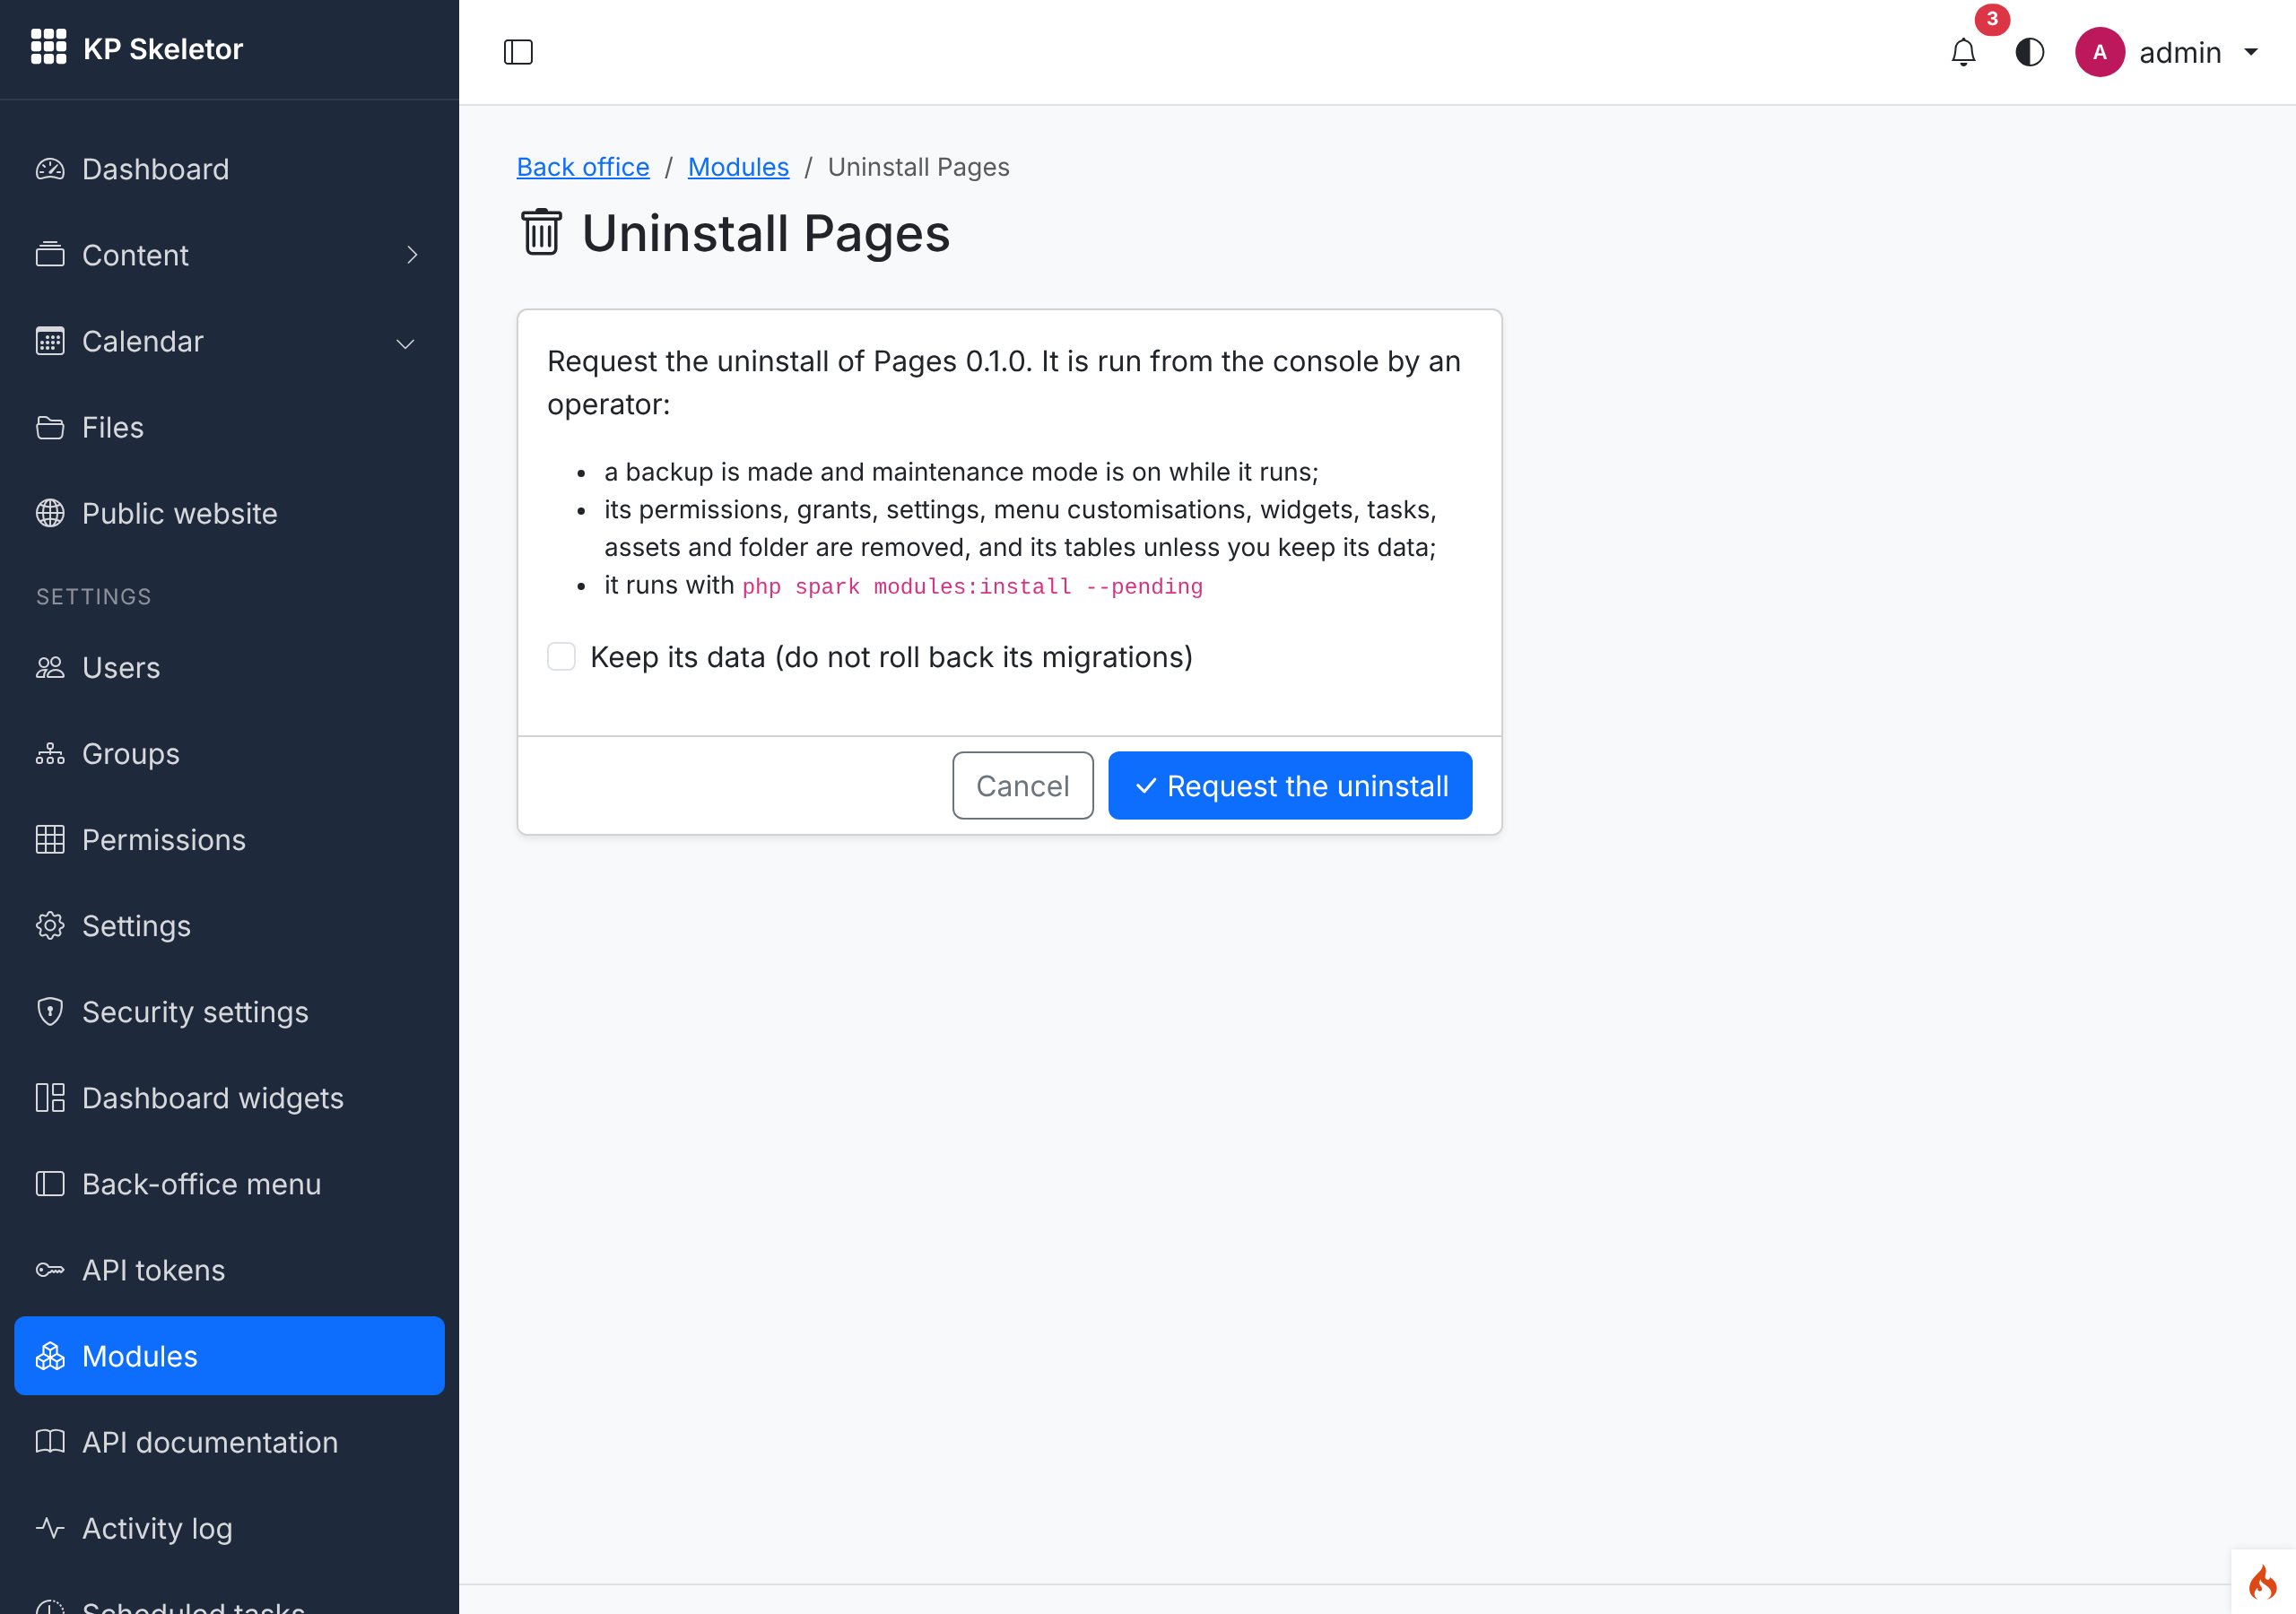 KP Skeletor
3
A admin
Dashboard
Content
Calendar
Files
Public website
SETTINGS
Users
Groups
Permissions
Settings
Security settings
Dashboard widgets
Back-office menu
API tokens
Modules
API documentation
Activity log
Scheduled tasks
Back office / Modules / Uninstall Pages
Uninstall Pages
Request the uninstall of Pages 0.1.0. It is run from the console by an
operator:
• a backup is made and maintenance mode is on while it runs;
• its permissions, grants, settings, menu customisations, widgets, tasks,
assets and folder are removed, and its tables unless you keep its data;
• it runs with php spark modules:install --pending
Keep its data (do not roll back its migrations)
Cancel
Request the uninstall